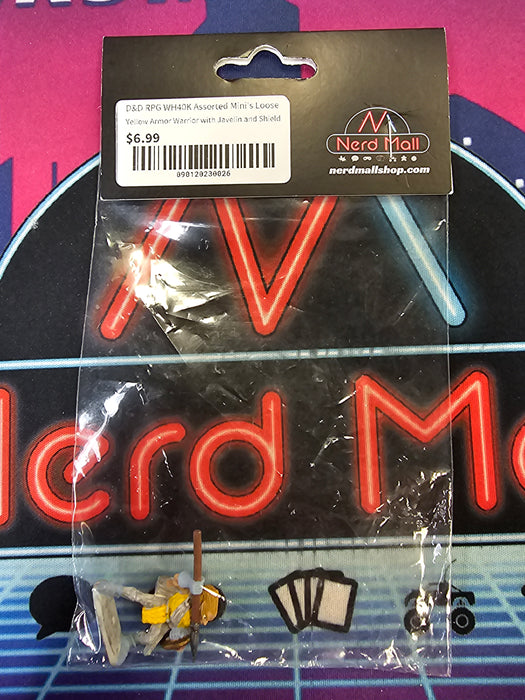 D&D RPG WH40K Assorted Mini's Loose
Yellow Armor Warrior with Javelin and Shield
$6.99
090120230026
Nerd Mall
nerdmallshop.com
Nerd Ma